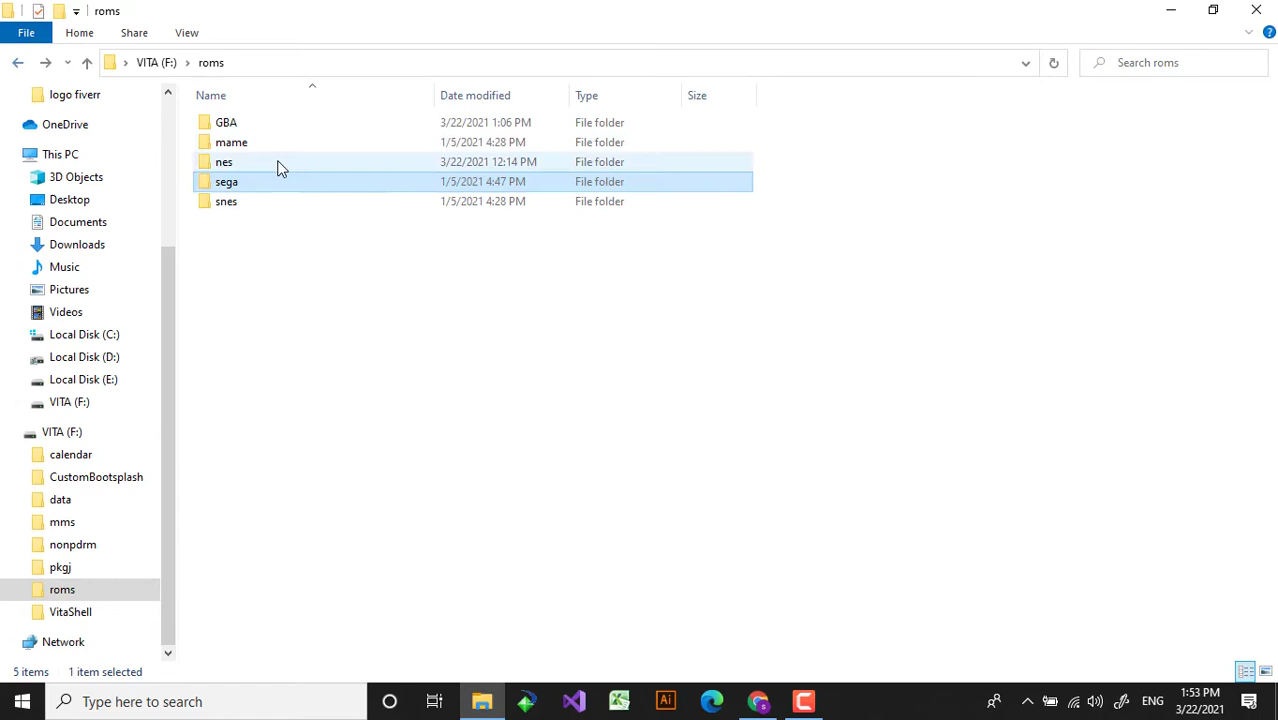 roms
File
Home
Share
View
VITA (F:)
roms
Search roms
Name
Date modified
Type
Size
GBA
3/22/2021 1:06 PM
File folder
mame
1/5/2021 4:28 PM
File folder
nes
3/22/2021 12:14 PM
File folder
sega
1/5/2021 4:47 PM
File folder
snes
1/5/2021 4:28 PM
File folder
logo fiverr
OneDrive
This PC
3D Objects
Desktop
Documents
Downloads
Music
Pictures
Videos
Local Disk (C:)
Local Disk (D:)
Local Disk (E:)
VITA (F:)
VITA (F:)
calendar
CustomBootsplash
data
mms
nonpdrm
pkgj
roms
VitaShell
Network
5 items
1 item selected
Type here to search
Ai
ENG
1:53 PM
3/22/2021